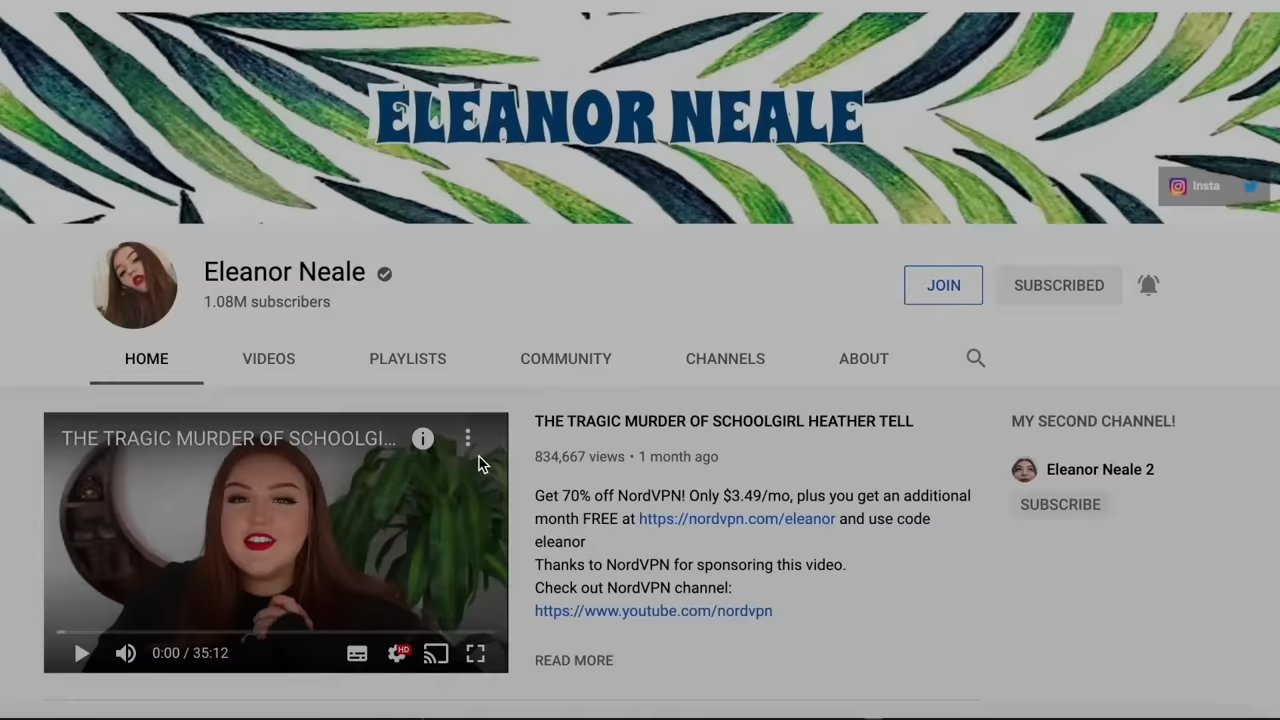 ELEANOR NEALE
Insta
Eleanor Neale
1.08M subscribers
JOIN
SUBSCRIBED
HOME
VIDEOS
PLAYLISTS
COMMUNITY
CHANNELS
ABOUT
THE TRAGIC MURDER OF SCHOOLGI...
HD
0:00 / 35:12
THE TRAGIC MURDER OF SCHOOLGIRL HEATHER TELL
834,667 views • 1 month ago
Get 70% off NordVPN! Only $3.49/mo, plus you get an additional
month FREE at https://nordvpn.com/eleanor and use code
eleanor
Thanks to NordVPN for sponsoring this video.
Check out NordVPN channel:
https://www.youtube.com/nordvpn
READ MORE
MY SECOND CHANNEL!
Eleanor Neale 2
SUBSCRIBE